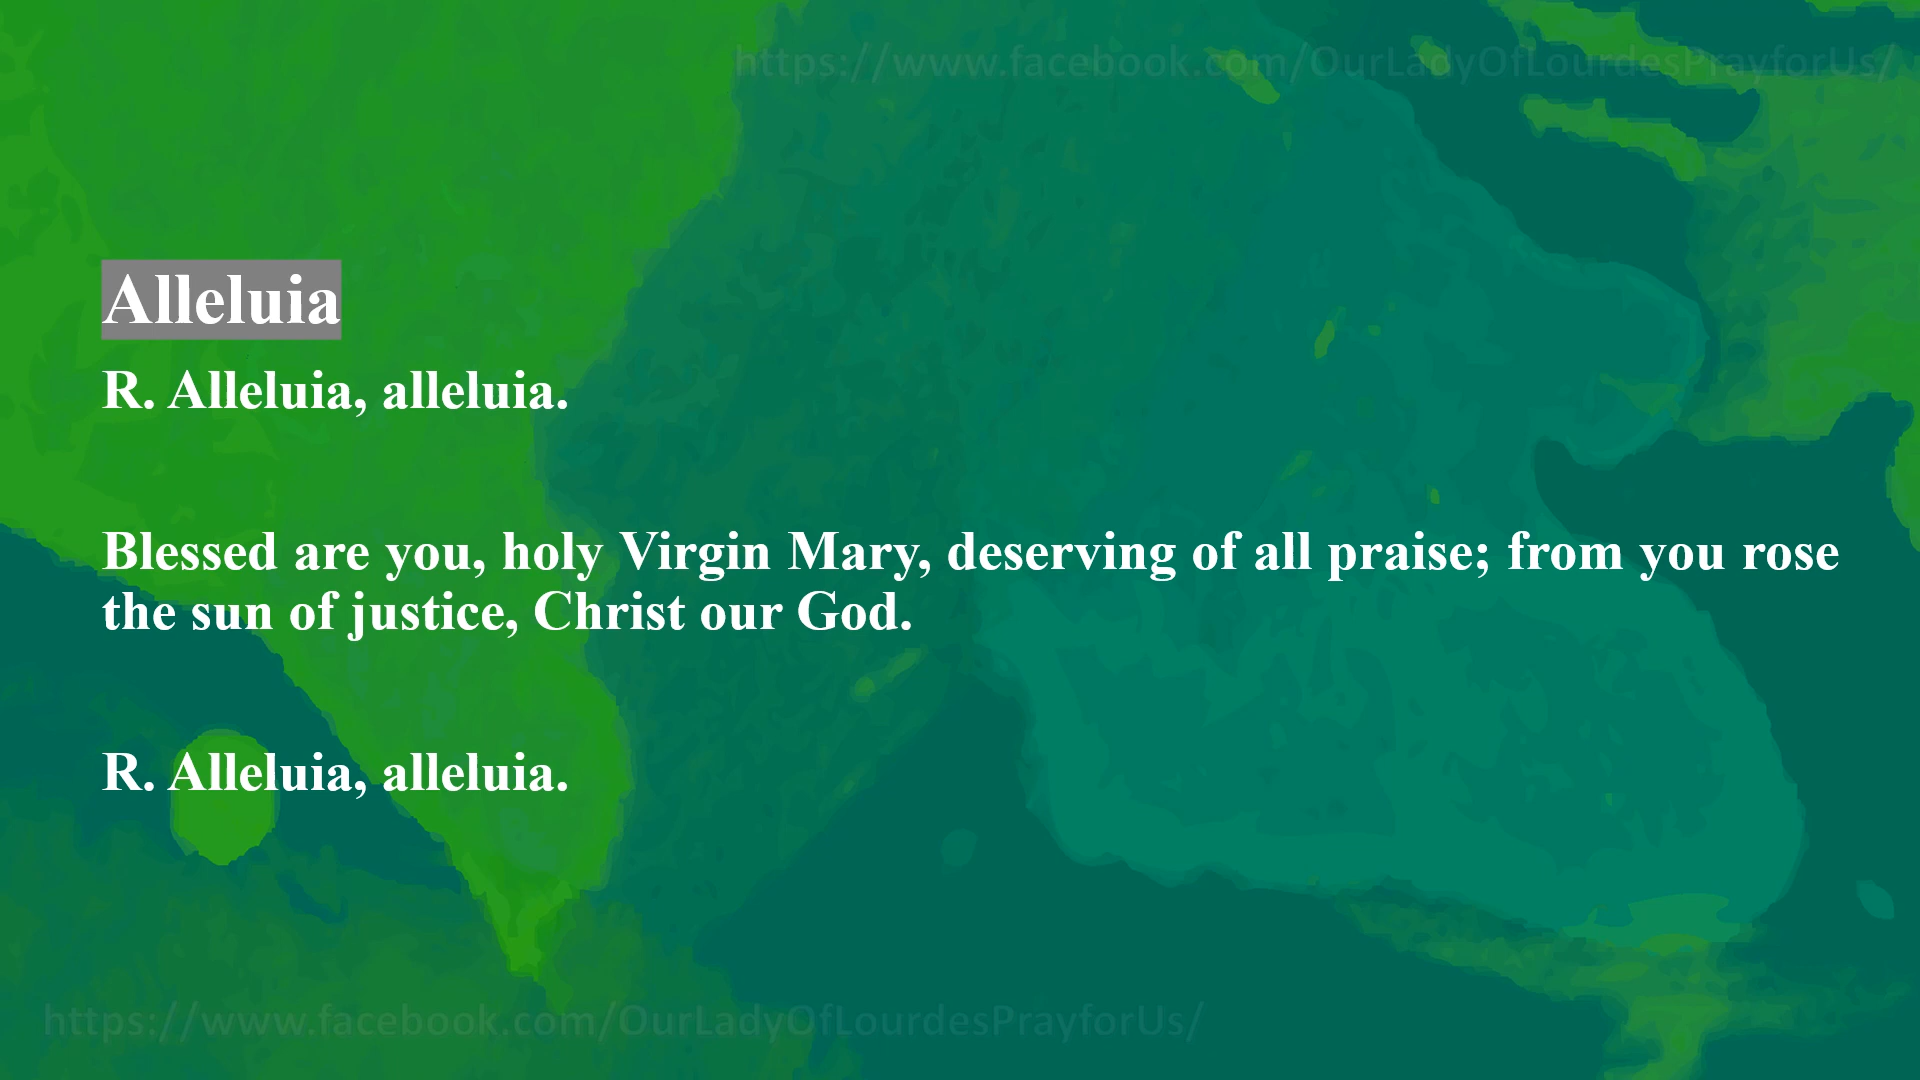 https://www.facebook.com/OurLadyOfLourdesPrayforUs/
Alleluia
R. Alleluia, alleluia.
Blessed are you, holy Virgin Mary, deserving of all praise; from you rose
the sun of justice, Christ our God.
R. Alleluia, alleluia.
https://www.facebook.com/OurLadyOfLourdesPrayforUs/